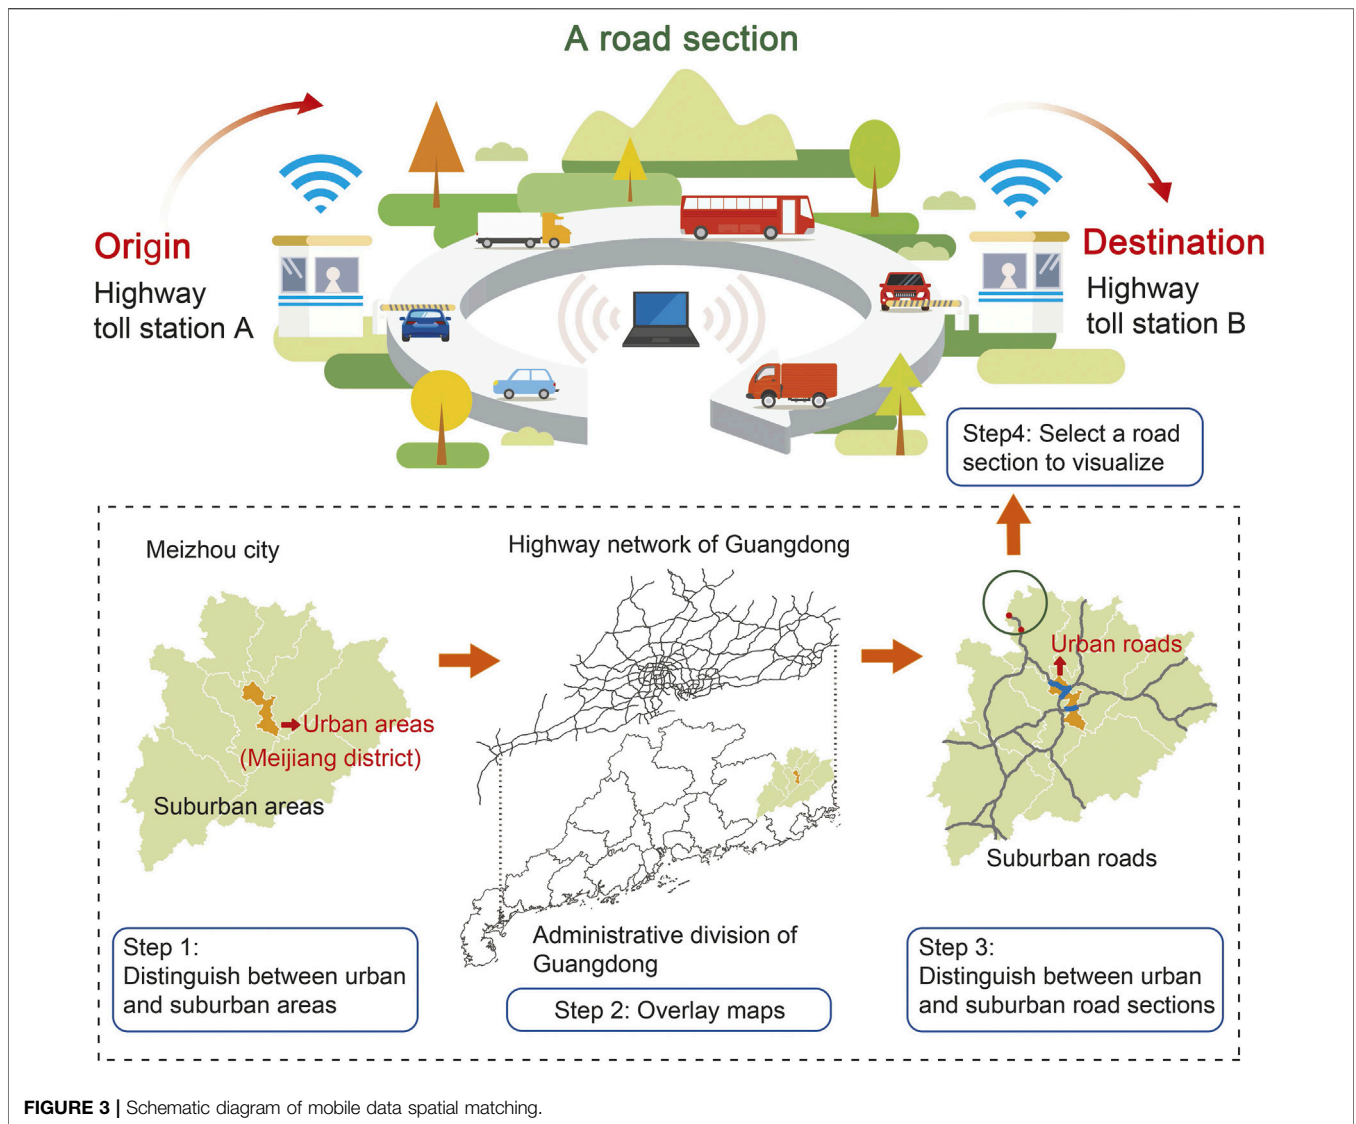 A road section
Origin
Highway
toll station A
Destination
Highway
toll station B
Step4: Select a road
section to visualize
Meizhou city
Urban areas
(Meijiang district)
Suburban areas
Highway network of Guangdong
Administrative division of
Guangdong
Urban roads
Suburban roads
Step 1:
Distinguish between urban
and suburban areas
Step 2: Overlay maps
Step 3:
Distinguish between urban
and suburban road sections
FIGURE 3 | Schematic diagram of mobile data spatial matching.